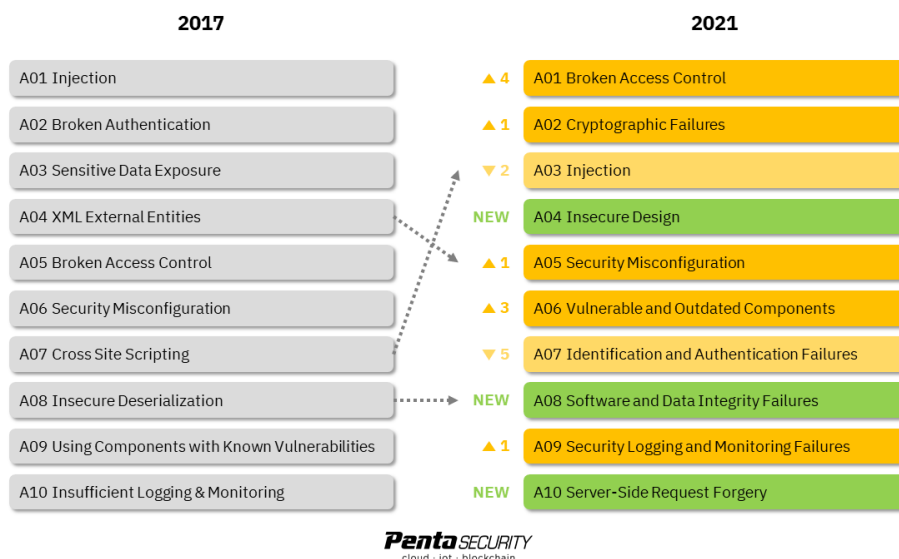 2017
2021
A01 Injection
▲ 4
A01 Broken Access Control
A02 Broken Authentication
▲ 1
A02 Cryptographic Failures
A03 Sensitive Data Exposure
▼ 2
A03 Injection
A04 XML External Entities
NEW
A04 Insecure Design
A05 Broken Access Control
▲ 1
A05 Security Misconfiguration
A06 Security Misconfiguration
▲ 3
A06 Vulnerable and Outdated Components
A07 Cross Site Scripting
▼ 5
A07 Identification and Authentication Failures
A08 Insecure Deserialization
NEW
A08 Software and Data Integrity Failures
A09 Using Components with Known Vulnerabilities
▲ 1
A09 Security Logging and Monitoring Failures
A10 Insufficient Logging & Monitoring
NEW
A10 Server-Side Request Forgery
Penta SECURITY
cloud · iot · blockchain